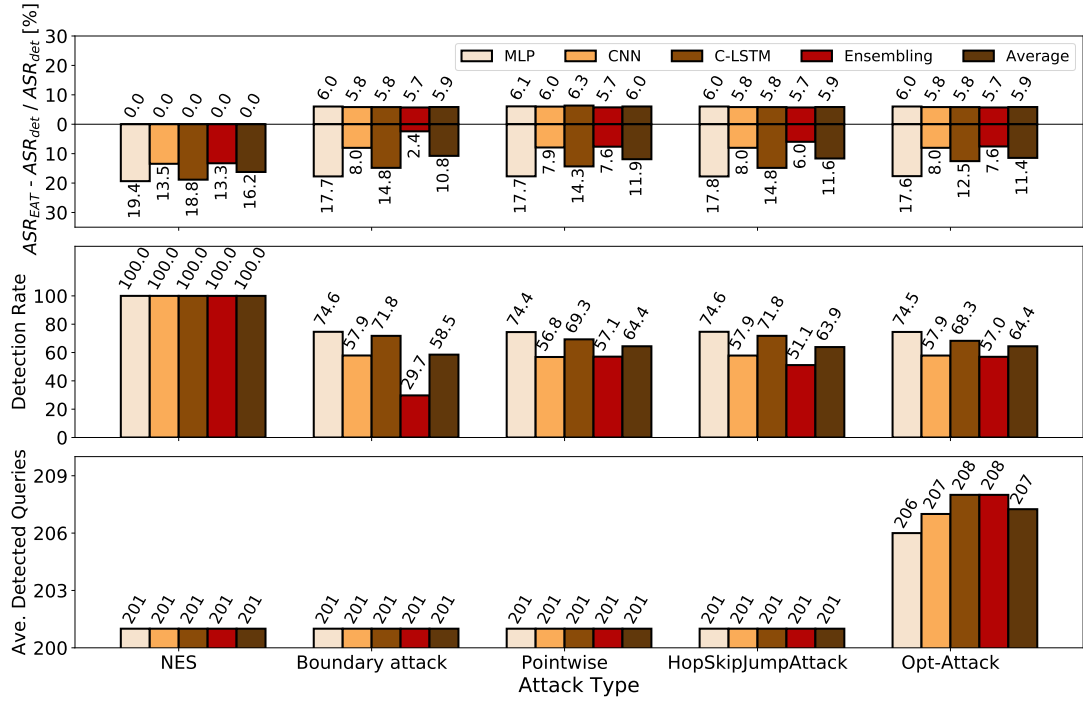 ASR_EAT - ASR_det / ASR_det [%]
30
20
10
0
10
20
30
MLP CNN C-LSTM Ensembling Average
0.0 0.0 0.0 0.0 0.0 6.0 5.8 5.8 5.7 5.9 6.1 6.0 6.3 5.7 6.0 6.0 5.8 5.8 5.7 5.9 6.0 5.8 5.8 5.7 5.9
19.4 13.5 18.8 13.3 16.2 17.7 8.0 14.8 2.4 10.8 17.7 7.9 14.3 7.6 11.9 17.8 8.0 14.8 6.0 11.6 17.6 8.0 12.5 7.6 11.4
Detection Rate
100
80
60
40
20
0
100.0 100.0 100.0 100.0 100.0 74.6 57.9 71.8 29.7 58.5 74.4 56.8 69.3 57.1 64.4 74.6 57.9 71.8 51.1 63.9 74.5 57.9 68.3 57.0 64.4
Ave. Detected Queries
209
206
203
200
201 201 201 201 201 201 201 201 201 201 201 201 201 201 201 201 201 201 201 201 206 207 208 208 207
NES Boundary attack Pointwise HopSkipJumpAttack Opt-Attack
Attack Type